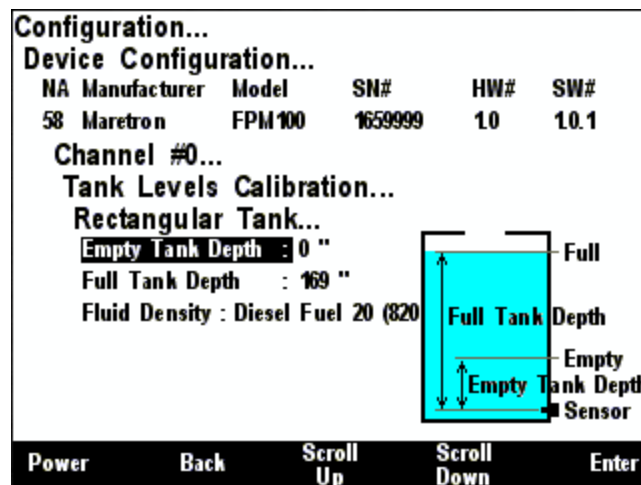 Configuration...
Device Configuration...
NA Manufacturer Model SN# HW# SW#
58 Maretron FPM100 1659999 1.0 1.0.1
Channel #0...
Tank Levels Calibration...
Rectangular Tank...
Empty Tank Depth : 0 "
Full Tank Depth : 169 "
Fluid Density : Diesel Fuel 20 (820
Full
Full Tank Depth
Empty
Empty Tank Depth
Sensor
Power Back Scroll Up Scroll Down Enter